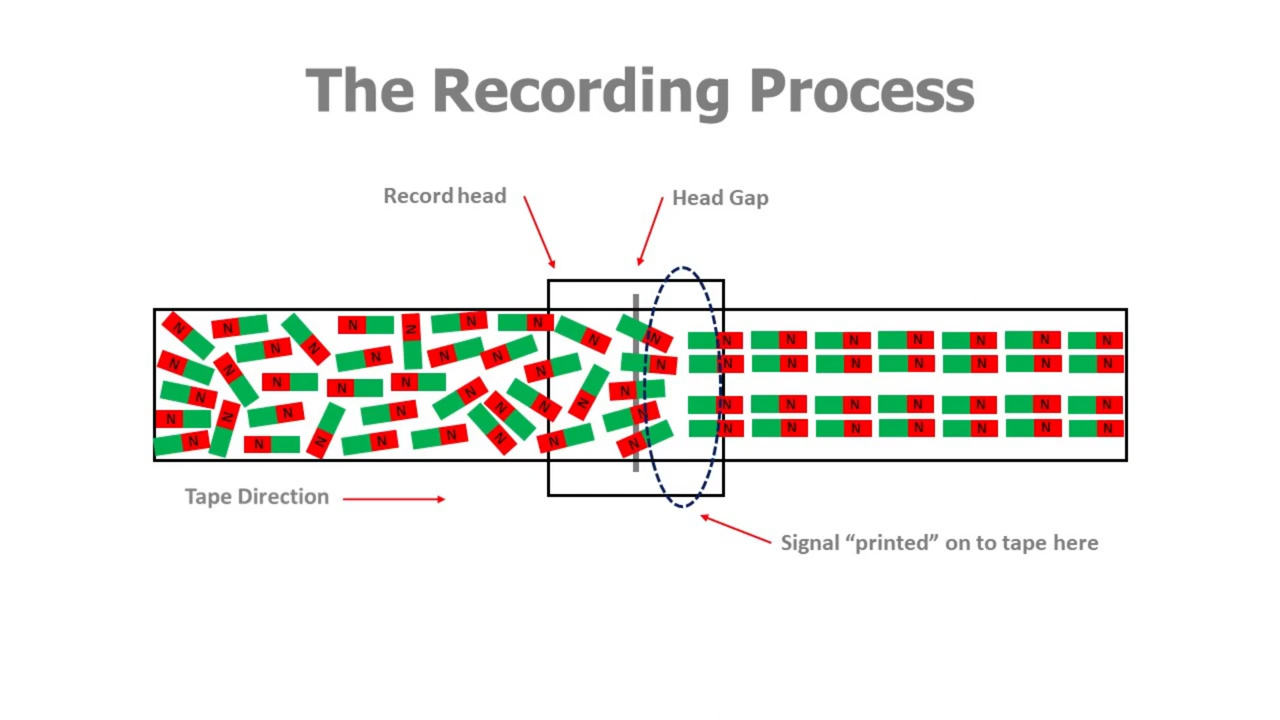 The Recording Process
Record head
Head Gap
N N N N N N N N N N N N N N N N N N N N N N N N N N N N N N N N N N N N N
N N N N N N N
N N N N N N N
N N N N N N N
N N N N N N N
Tape Direction
Signal “printed” on to tape here